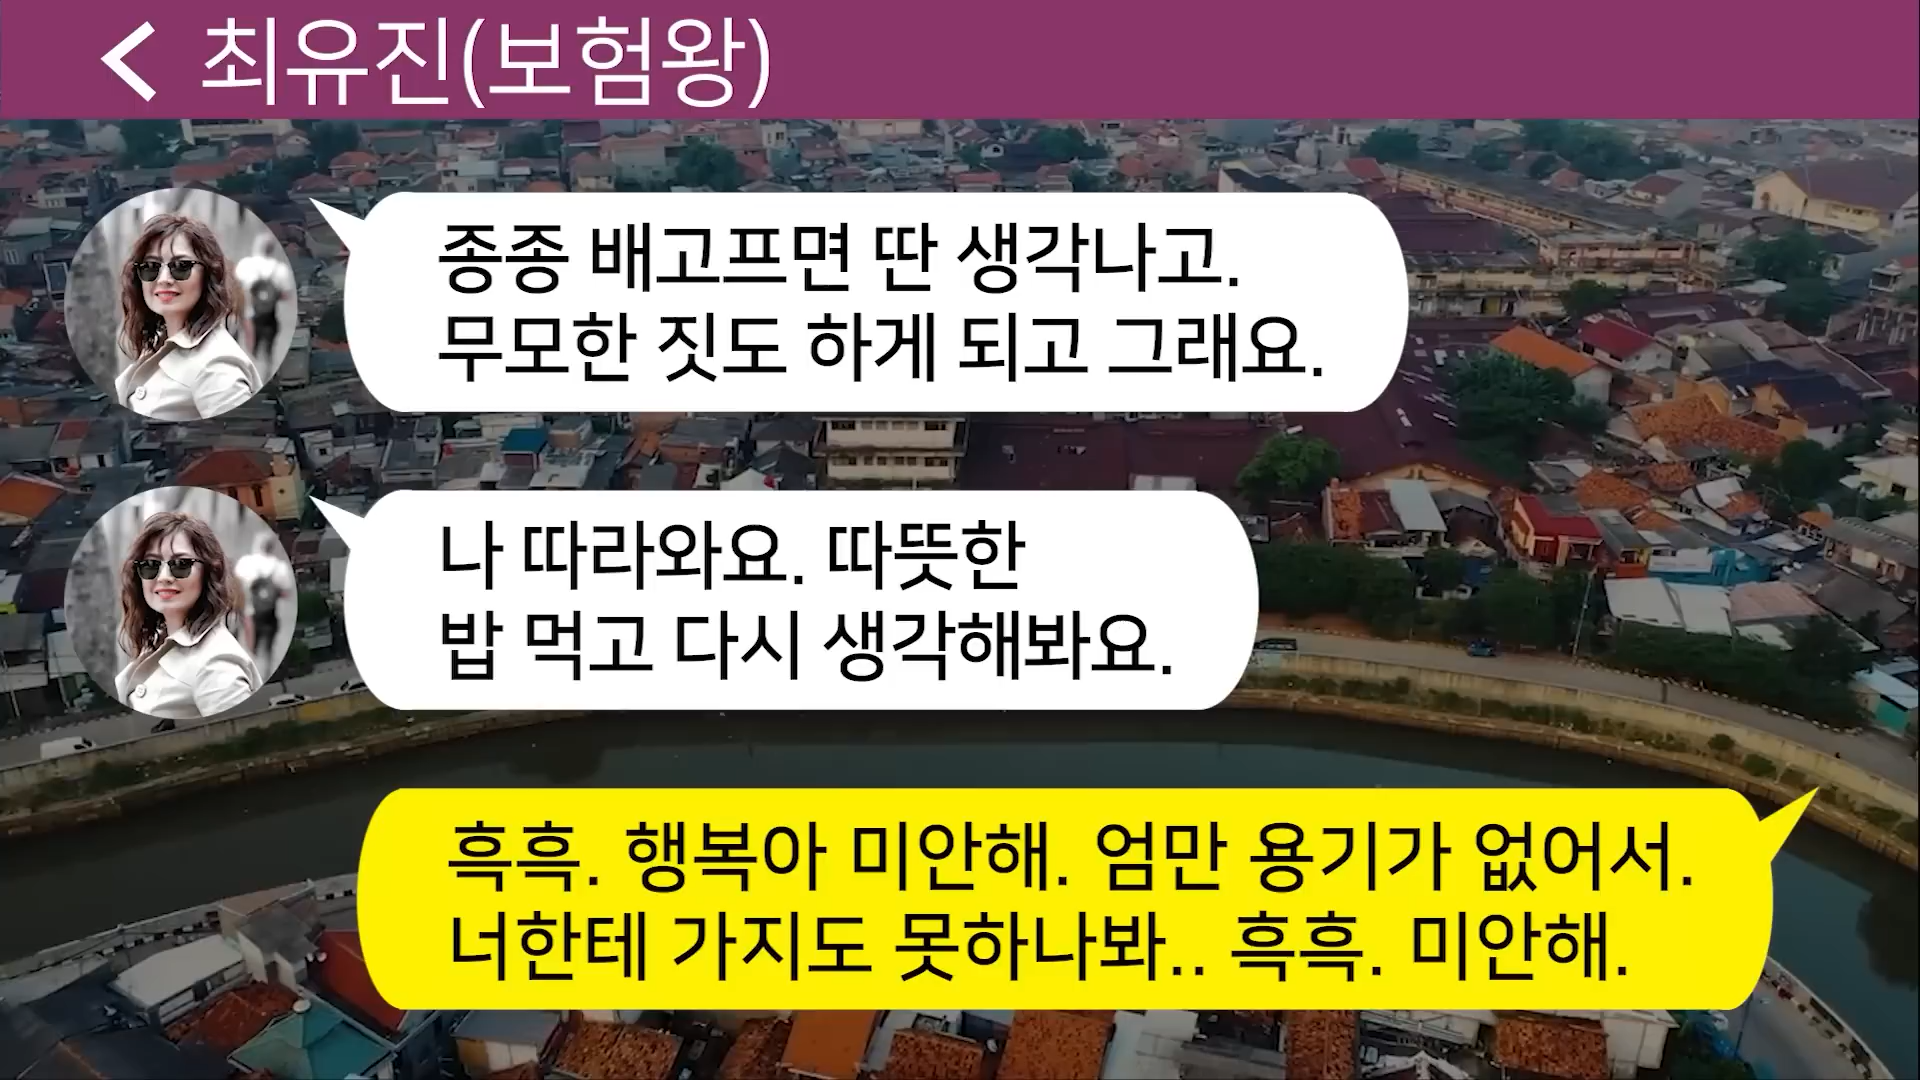 최유진(보험왕)
종종 배고프면 딴 생각나고.
무모한 짓도 하게 되고 그래요.
나 따라와요. 따뜻한
밥 먹고 다시 생각해봐요.
흑흑. 행복아 미안해. 엄만 용기가 없어서.
너한테 가지도 못하나봐.. 흑흑. 미안해.